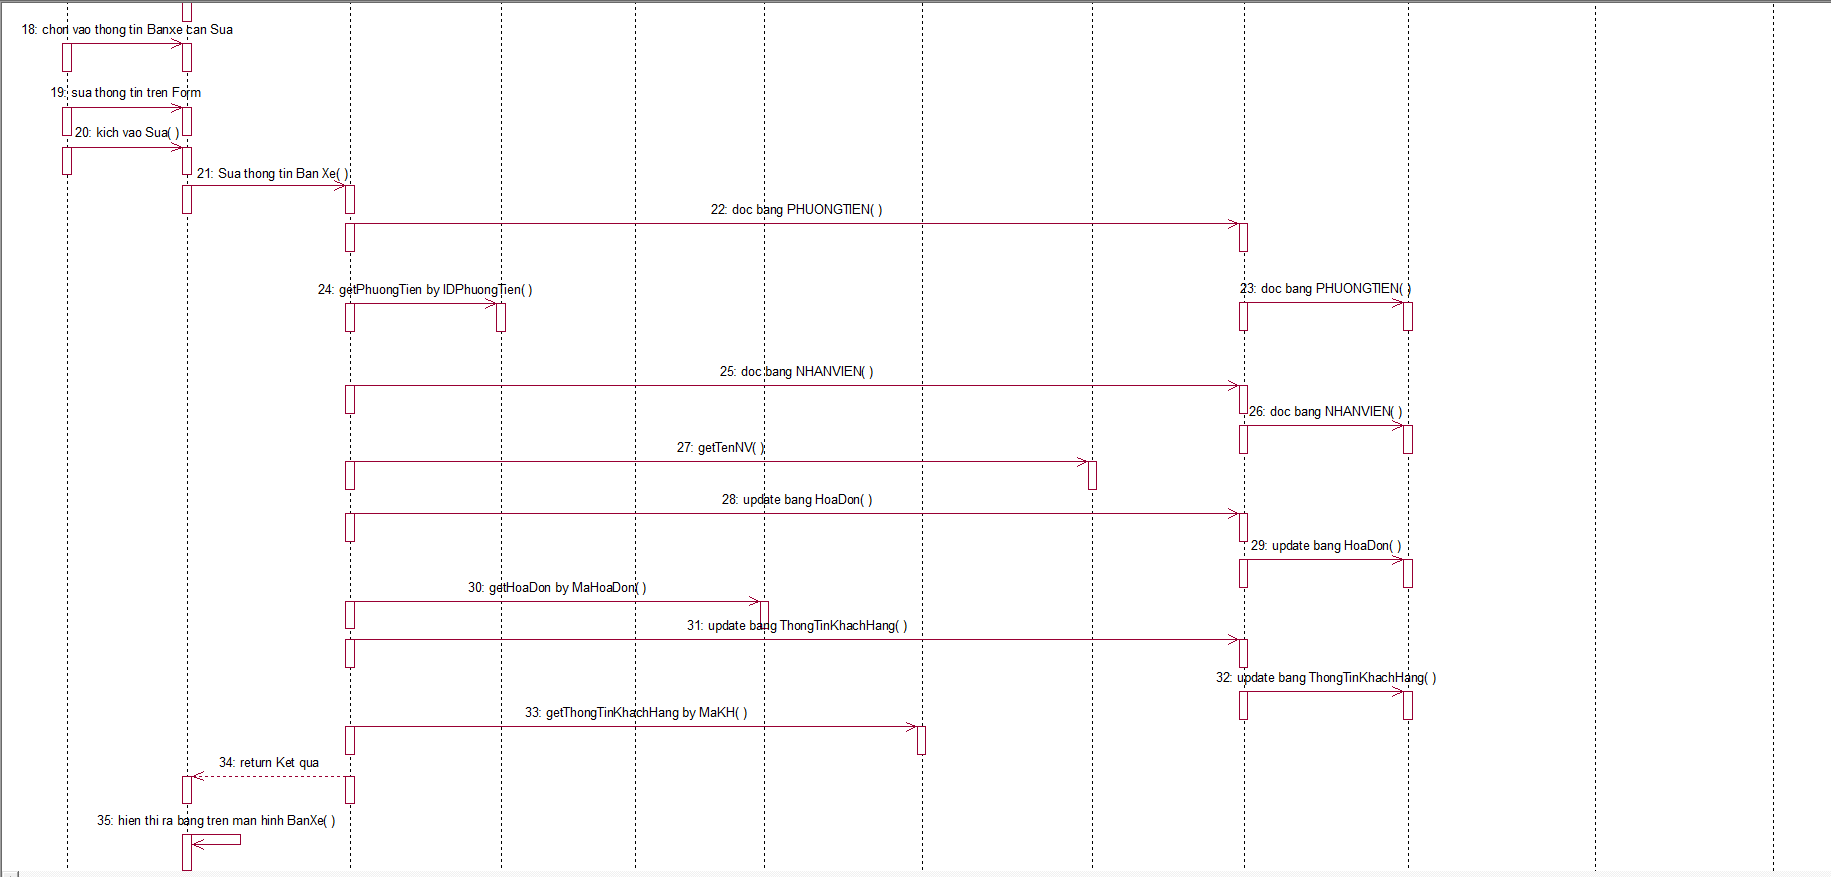 18: chon vao thong tin Banxe can Sua
19: sua thong tin tren Form
20: kich vao Sua( )
21: Sua thong tin Ban Xe( )
22: doc bang PHUONGTIEN( )
23: doc bang PHUONGTIEN( )
24: getPhuongTien by IDPhuongTien( )
25: doc bang NHANVIEN( )
26: doc bang NHANVIEN( )
27: getTenNV( )
28: update bang HoaDon( )
29: update bang HoaDon( )
30: getHoaDon by MaHoaDon( )
31: update bang ThongTinKhachHang( )
32: update bang ThongTinKhachHang( )
33: getThongTinKhachHang by MaKH( )
34: return Ket qua
35: hien thi ra bang tren man hinh BanXe( )